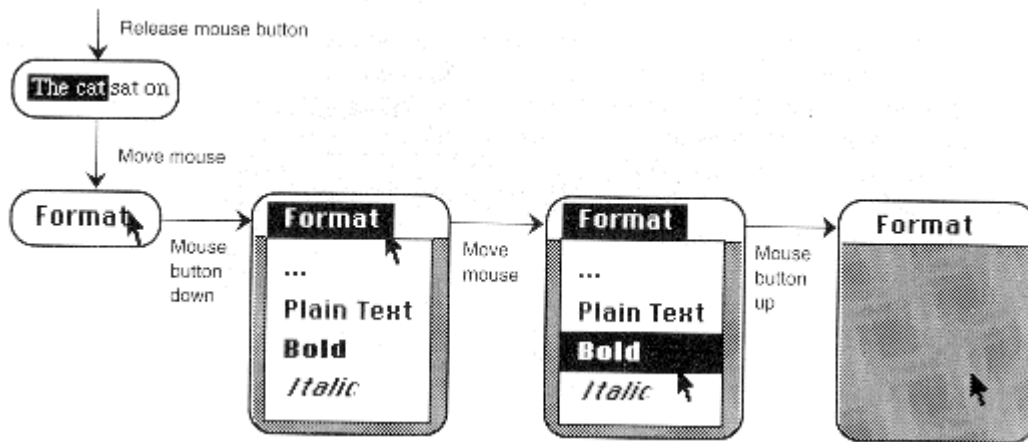 Release mouse button
The cat sat on
Move mouse
Format
Mouse
button
down
Format
...
Plain Text
Bold
Italic
Move
mouse
Format
...
Plain Text
Bold
Italic
Mouse
button
up
Format